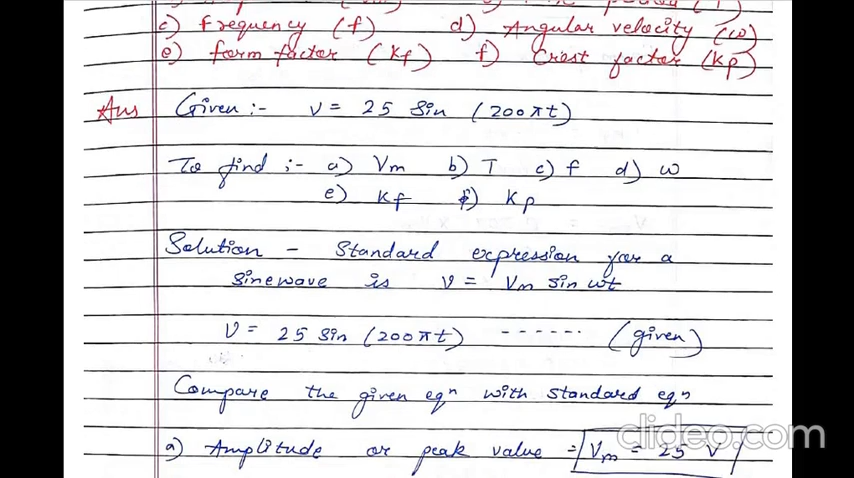 c) Frequency (f) d) Angular velocity (ω)
e) form factor (Kf) f) Crest factor (Kp)
Ans Given :- v = 25 sin (200πt)
To find :- a) Vm b) T c) f d) ω
e) Kf f) Kp
Solution - Standard expression for a
sinewave is v = Vm sin ωt
v = 25 sin (200πt) ------ (given)
Compare the given eqn with standard eqn
a) Amplitude or peak value = Vm = 25 V
clideo.com